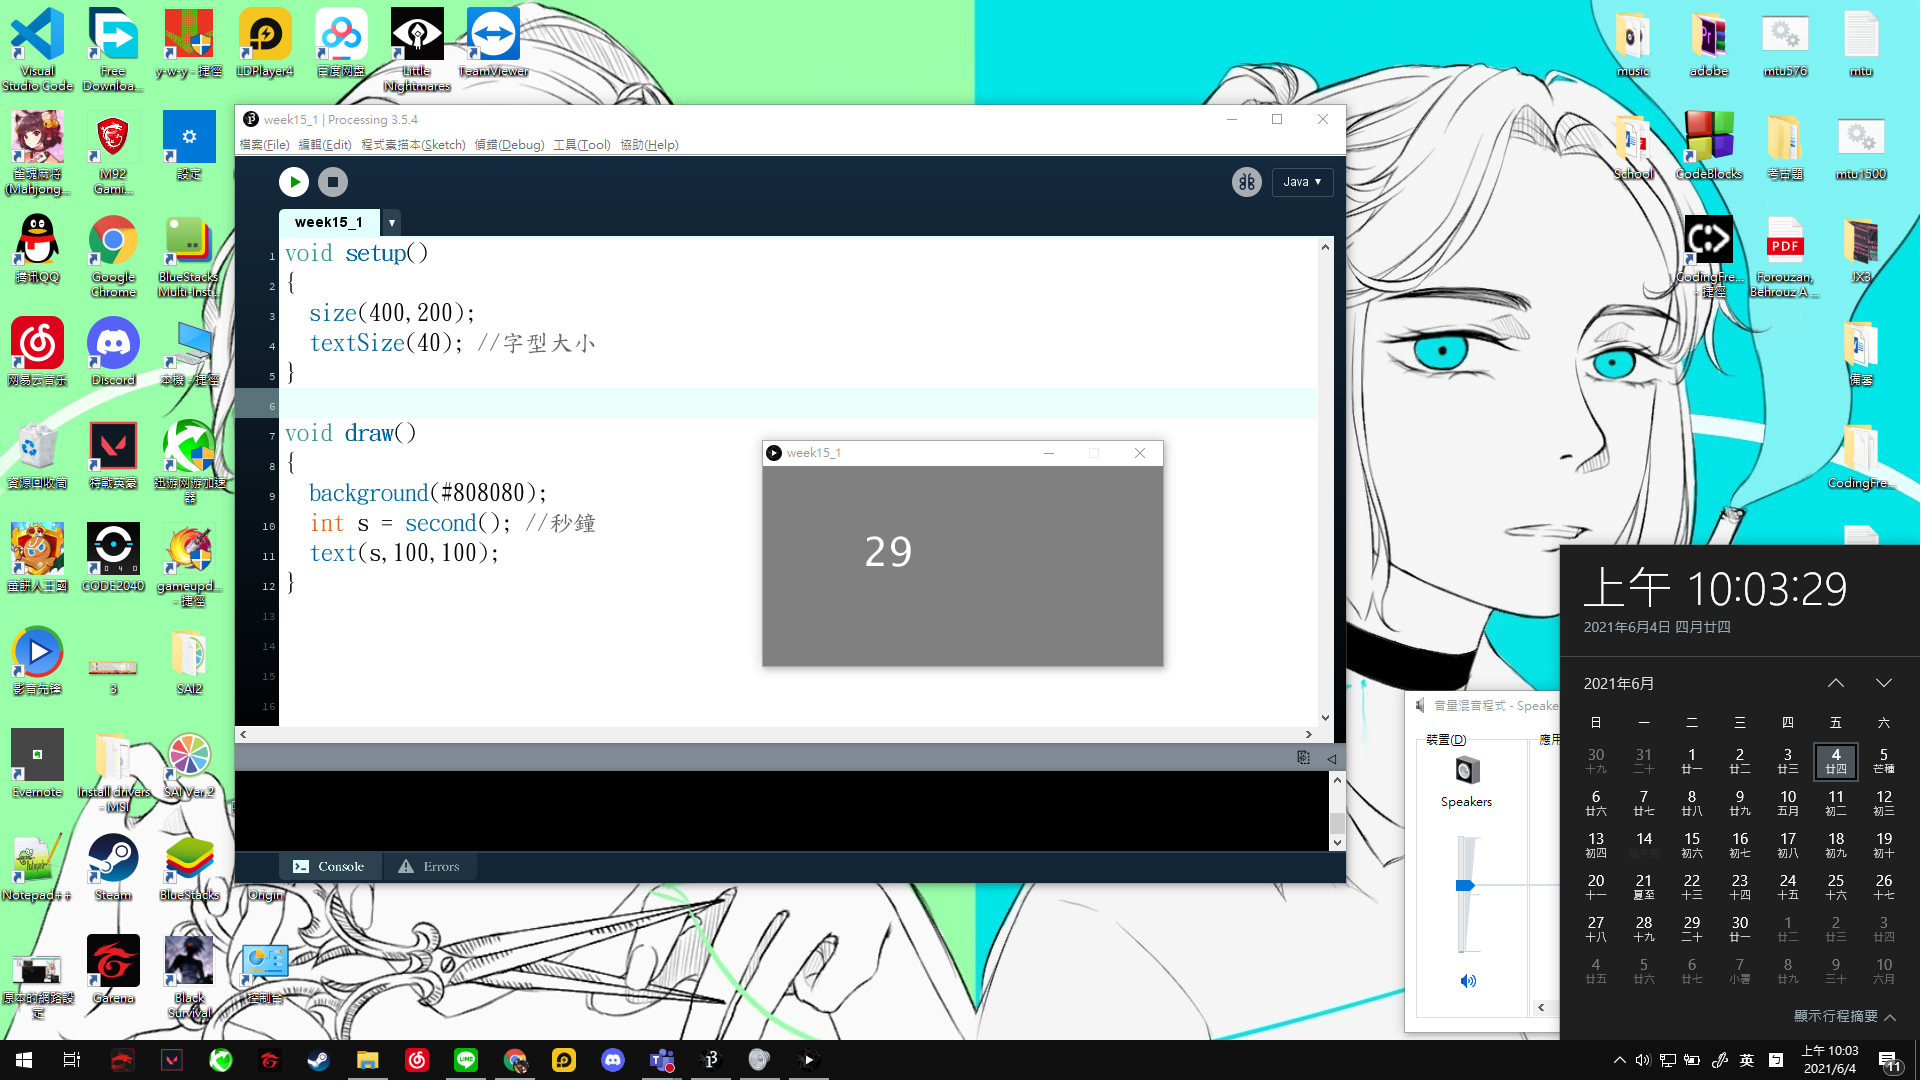 Visual
Studio Code
Free
Downloa...
y-w-y - 捷徑
LDPlayer4
百度网盘
Little
Nightmares
TeamViewer
music
adobe
mtu576
mtu
week15_1 | Processing 3.5.4
檔案(File) 編輯(Edit) 程式素描本(Sketch) 偵錯(Debug) 工具(Tool) 協助(Help)
Java ▾
week15_1
1 void setup()
2 {
3 size(400,200);
4 textSize(40); //字型大小
5 }
6
7 void draw()
8 {
9 background(#808080);
10 int s = second(); //秒鐘
11 text(s,100,100);
12 }
13
14
15
16
week15_1
29
Console
Errors
雀魂麻將
(Mahjong...
M92
Gami...
設定
School
CodeBlocks
考古題
mtu1500
腾讯QQ
Google
Chrome
BlueStacks
Multi-Inst...
CodingFre...
- 捷徑
PDF
Forouzan,
Behrouz A ...
JX3
网易云音乐
Discord
本機 - 捷徑
備審
資源回收筒
特戰英豪
迅游网游加速
器
CodingFre...
薑餅人王國
CODE2040
gameupd...
- 捷徑
影音先锋
3
SAI2
Evernote
Install drivers
- MSI
SAI Ver.2
Notepad++
Steam
BlueStacks
Origin
原本的網路設
定
Garena
Black
Survival
控制台
音量混音程式 - Speake
裝置(D)
應用
Speakers
上午 10:03:29
2021年6月4日 四月廿四
2021年6月
日 一 二 三 四 五 六
30 31 1 2 3 4 5
十九 二十 廿一 廿二 廿三 廿四 芒種
6 7 8 9 10 11 12
廿六 廿七 廿八 廿九 五月 初二 初三
13 14 15 16 17 18 19
初四 初六 初七 初八 初九 初十
20 21 22 23 24 25 26
十一 夏至 十三 十四 十五 十六 十七
27 28 29 30 1 2 3
十八 十九 二十 廿一 廿二 廿三 廿四
4 5 6 7 8 9 10
廿五 廿六 廿七 小暑 廿九 三十 六月
顯示行程摘要
英
上午 10:03
2021/6/4
11